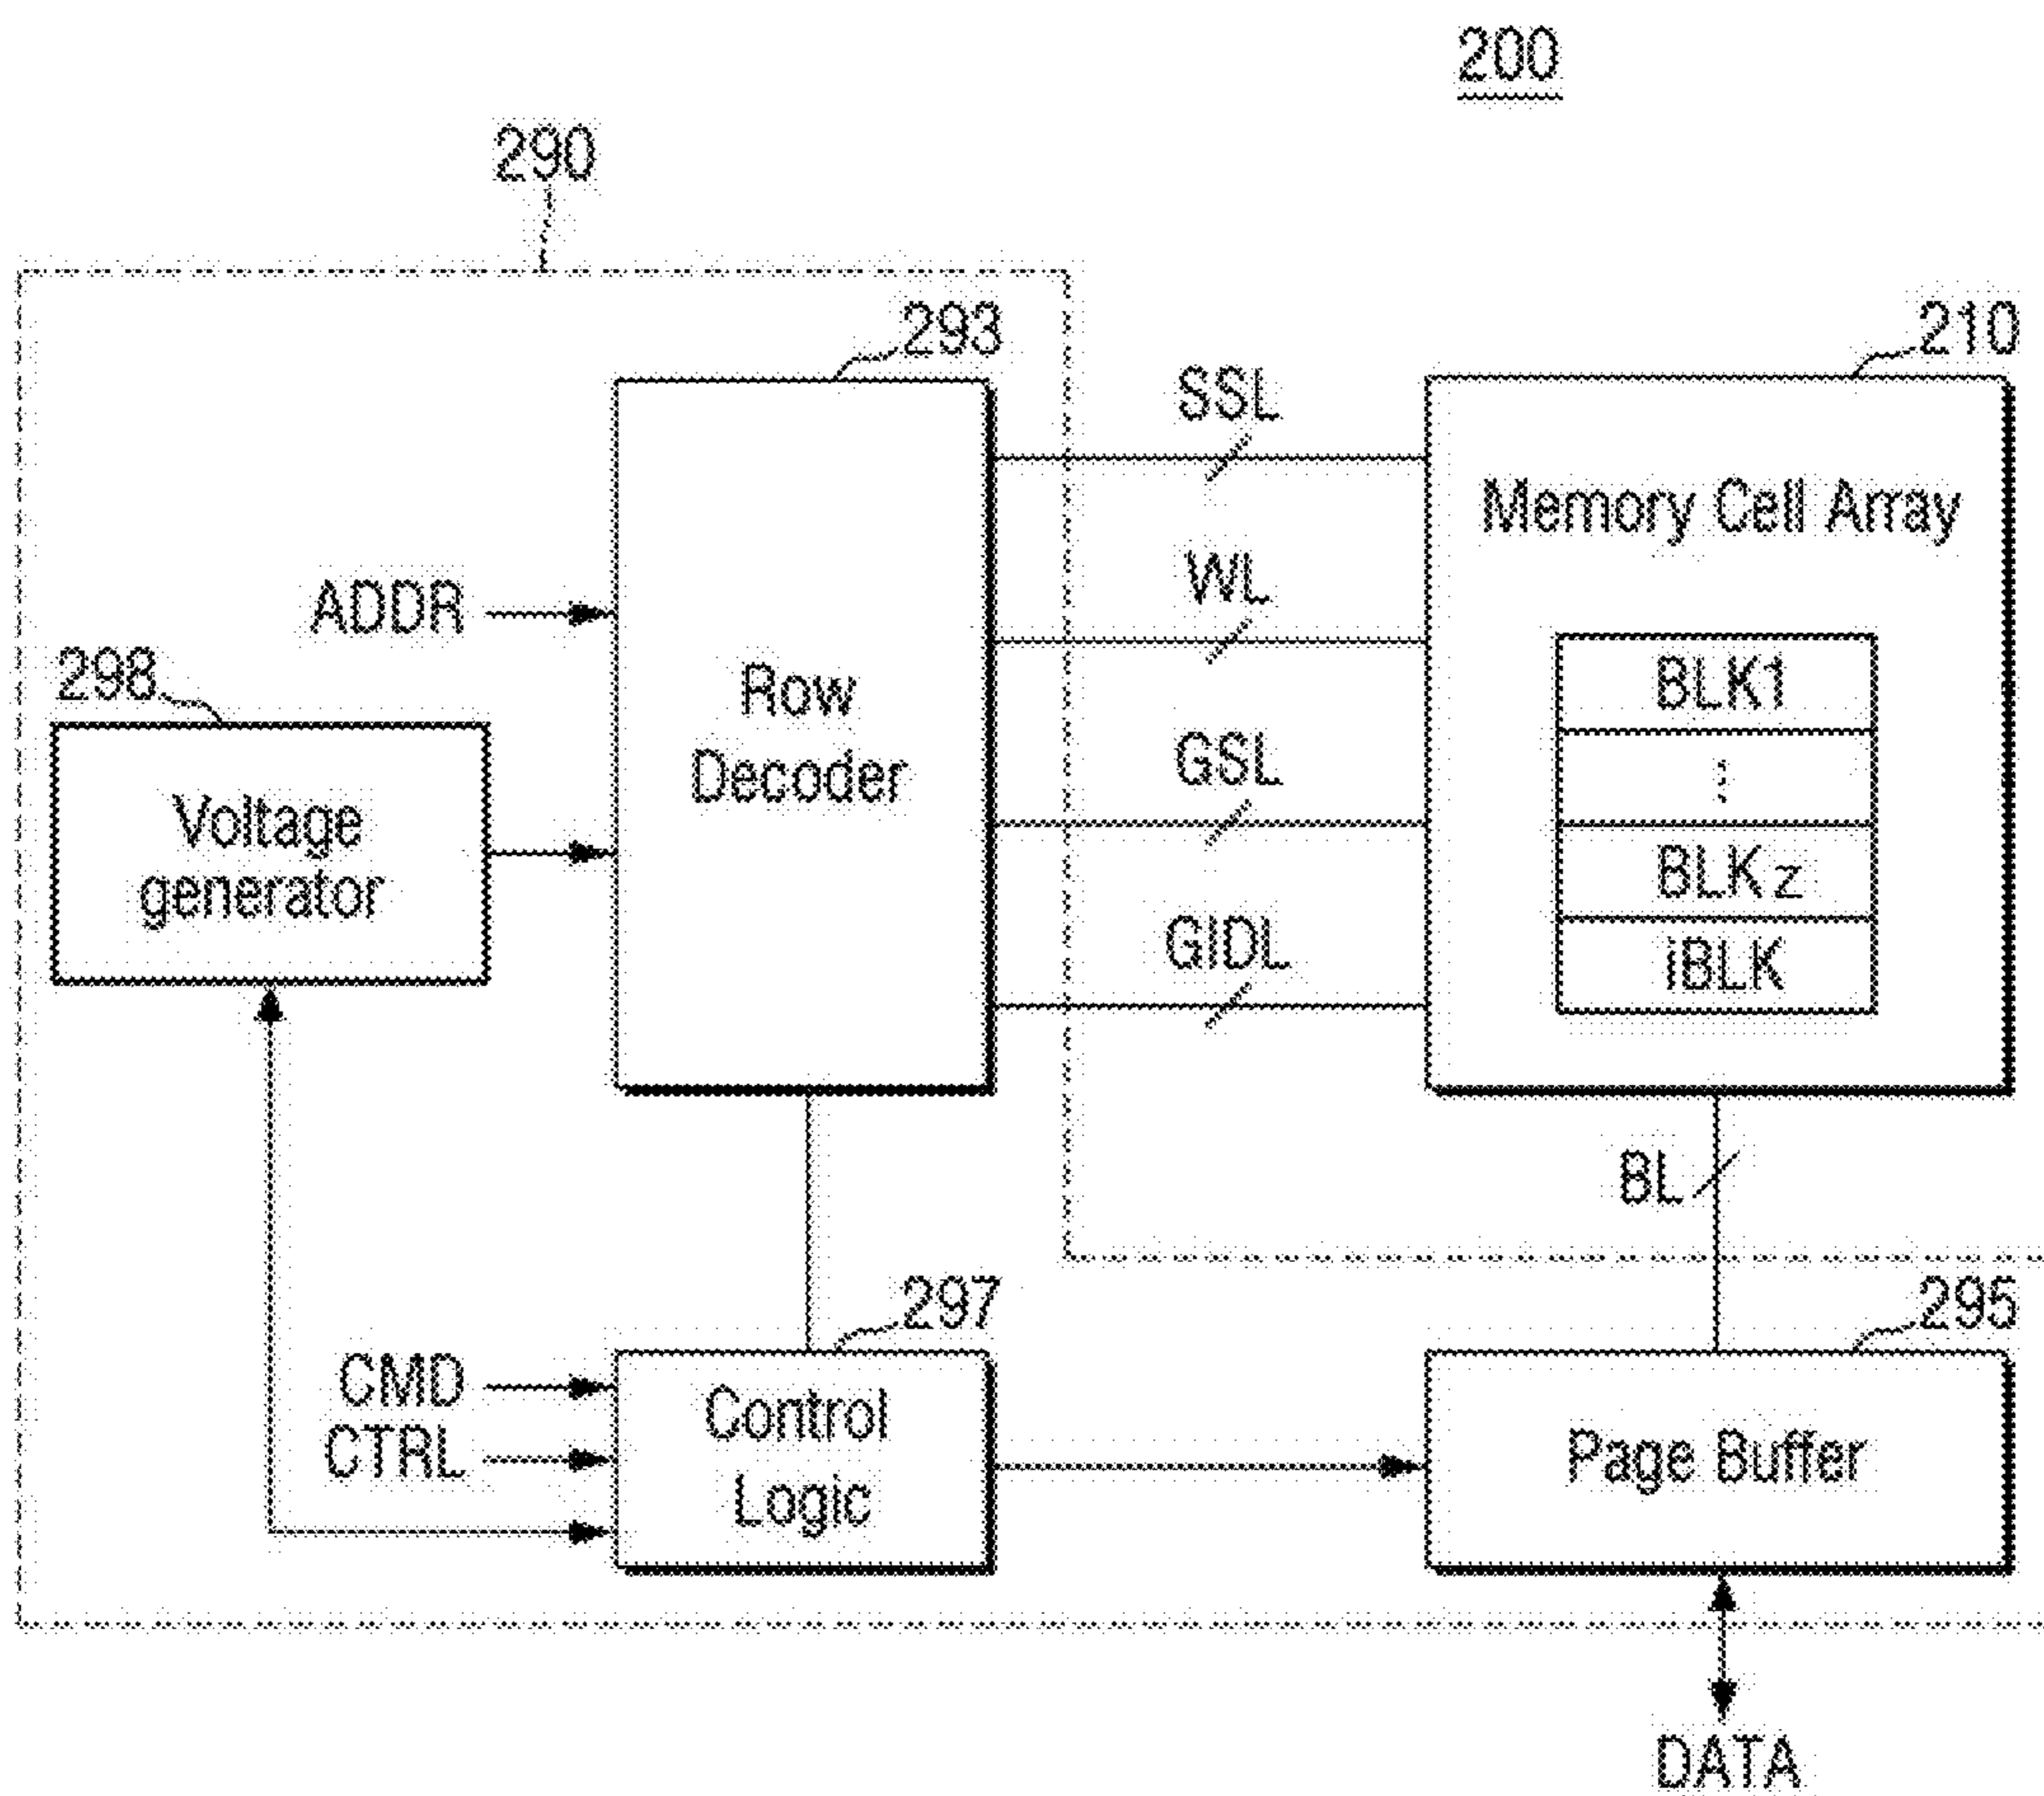 200
290
293
210
SSL
Memory Cell Array
WL
ADDR
298
Row
Decoder
BLK1
⋮
GSL
Voltage
generator
BLKz
GIDL
iBLK
BL
297
295
CMD
CTRL
Control
Logic
Page Buffer
DATA